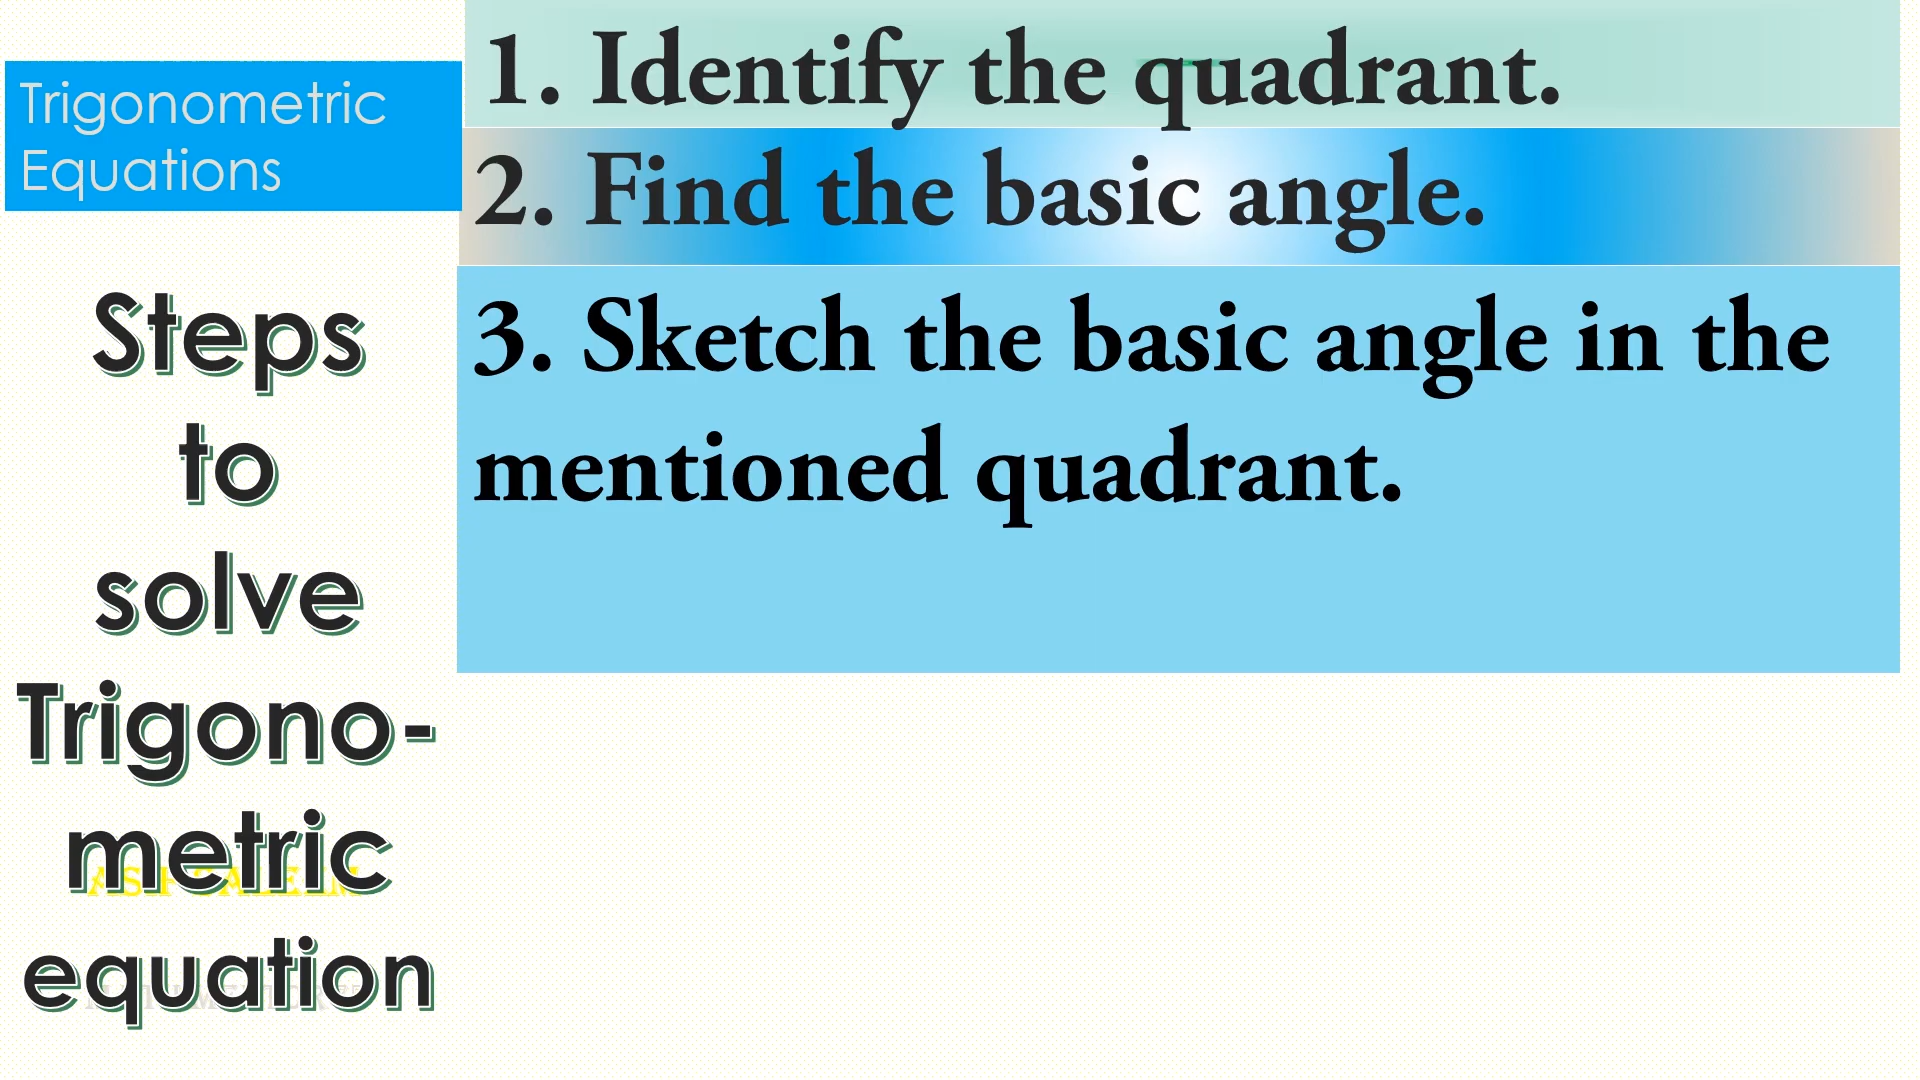 Trigonometric
Equations
1. Identify the quadrant.
2. Find the basic angle.
3. Sketch the basic angle in the
mentioned quadrant.
Steps
to
solve
Trigono-
metric
equation